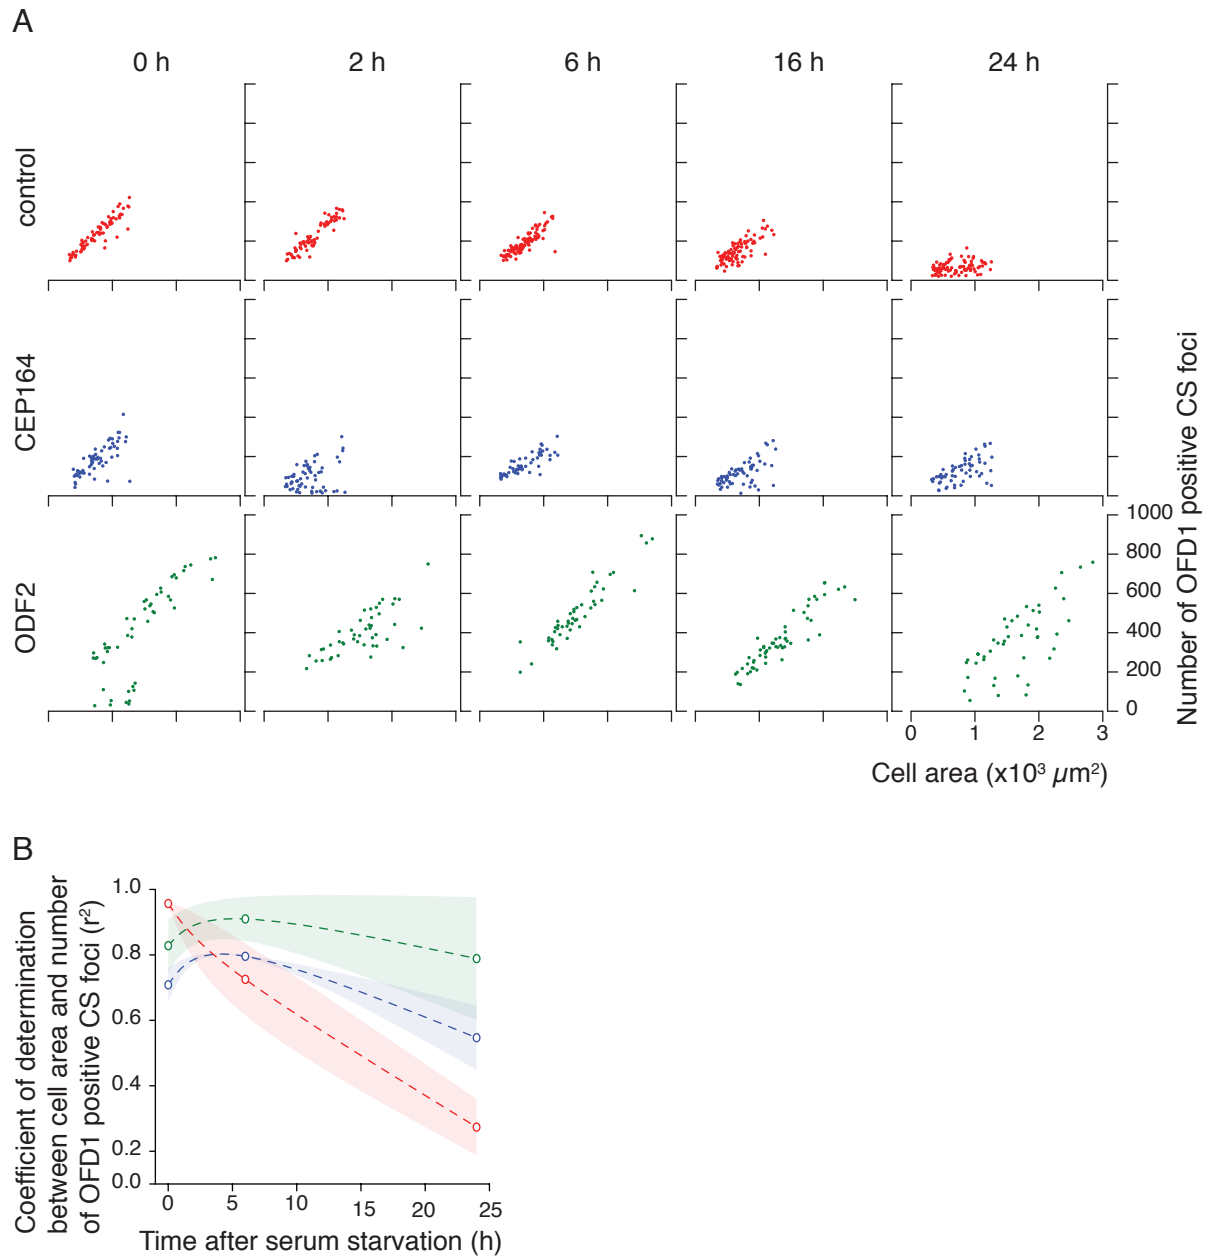 A
0 h 2 h 6 h 16 h 24 h
control
CEP164
ODF2
1000
800
600
400
200
0
Number of OFD1 positive CS foci
0 1 2 3
Cell area (x10³ µm²)
B
Coefficient of determination
between cell area and number
of OFD1 positive CS foci (r²)
1.0
0.8
0.6
0.4
0.2
0.0
0 5 10 15 20 25
Time after serum starvation (h)